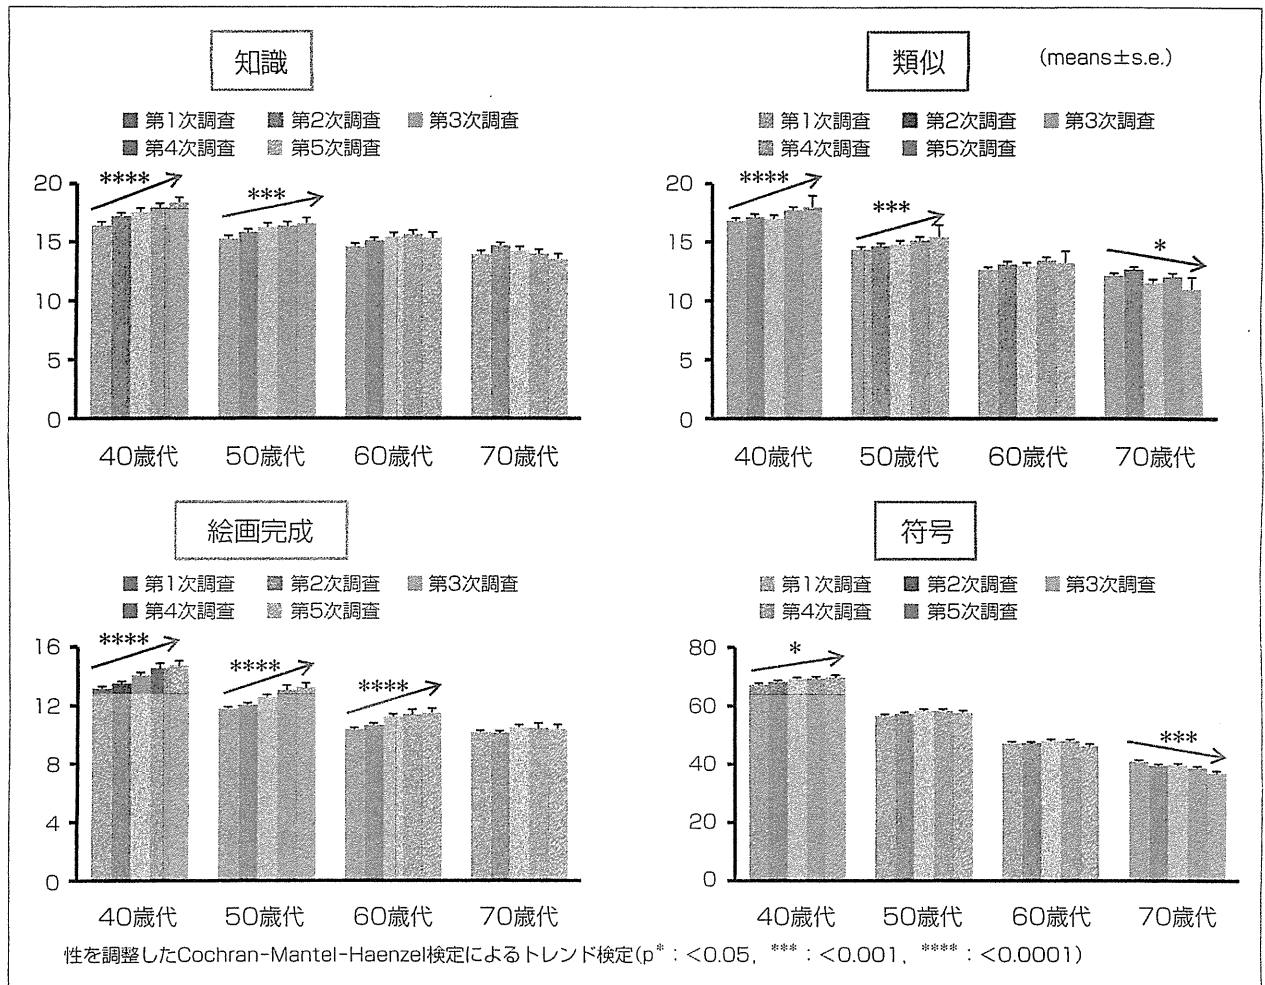 知識
■ 第1次調査 ■ 第2次調査 ■ 第3次調査
■ 第4次調査 ■ 第5次調査
20
15
10
5
0
****
***
40歳代 50歳代 60歳代 70歳代
類似
(means±s.e.)
■ 第1次調査 ■ 第2次調査 ■ 第3次調査
■ 第4次調査 ■ 第5次調査
20
15
10
5
0
****
***
*
40歳代 50歳代 60歳代 70歳代
絵画完成
■ 第1次調査 ■ 第2次調査 ■ 第3次調査
■ 第4次調査 ■ 第5次調査
16
12
8
4
0
****
****
****
40歳代 50歳代 60歳代 70歳代
符号
■ 第1次調査 ■ 第2次調査 ■ 第3次調査
■ 第4次調査 ■ 第5次調査
80
60
40
20
0
*
***
40歳代 50歳代 60歳代 70歳代
性を調整したCochran-Mantel-Haenzel検定によるトレンド検定(p*：<0.05, ***：<0.001, ****：<0.0001)